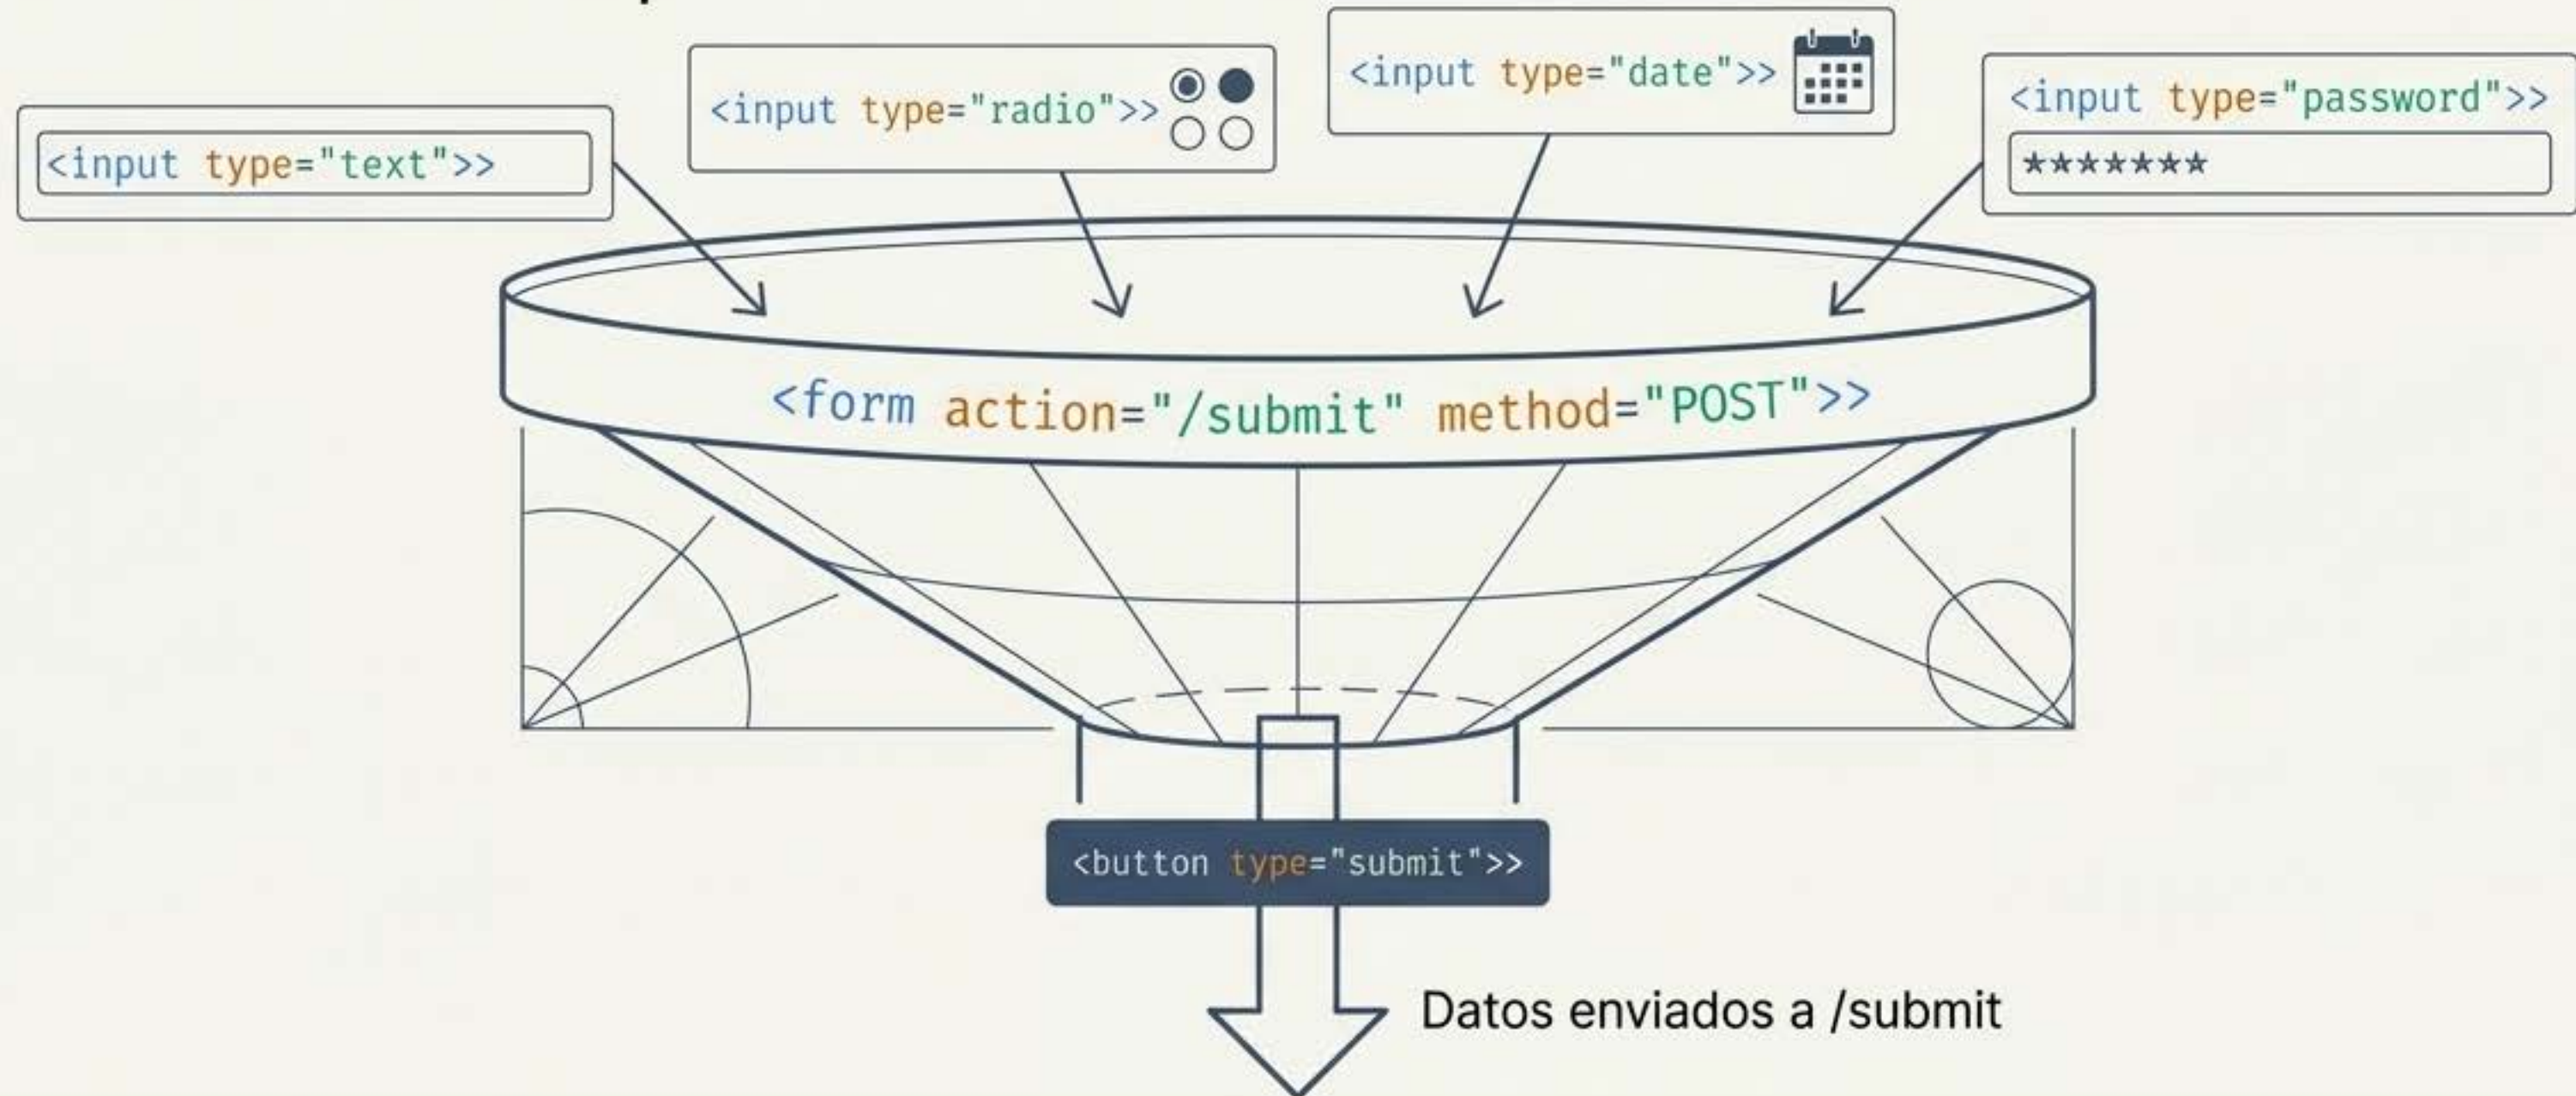 <input type="text">>
<input type="radio">>
<input type="date">>
<input type="password">>
*******
<form action="/submit" method="POST">>
<button type="submit">>
Datos enviados a /submit